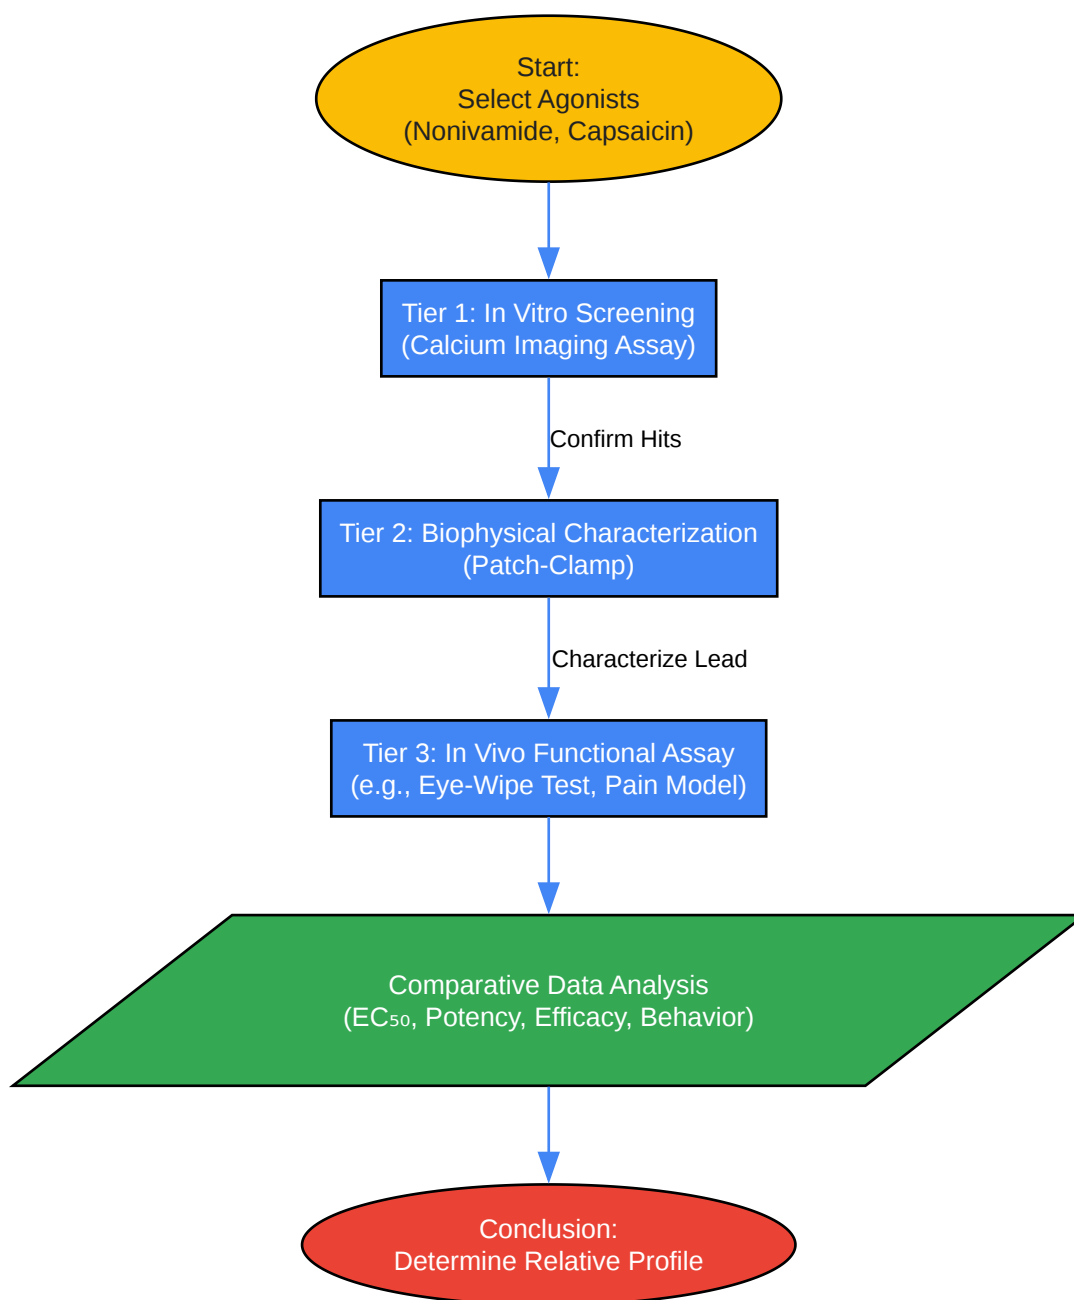 Start:
Select Agonists
(Nonivamide, Capsaicin)
Tier 1: In Vitro Screening
(Calcium Imaging Assay)
Confirm Hits
Tier 2: Biophysical Characterization
(Patch-Clamp)
Characterize Lead
Tier 3: In Vivo Functional Assay
(e.g., Eye-Wipe Test, Pain Model)
Comparative Data Analysis
(EC₅₀, Potency, Efficacy, Behavior)
Conclusion:
Determine Relative Profile